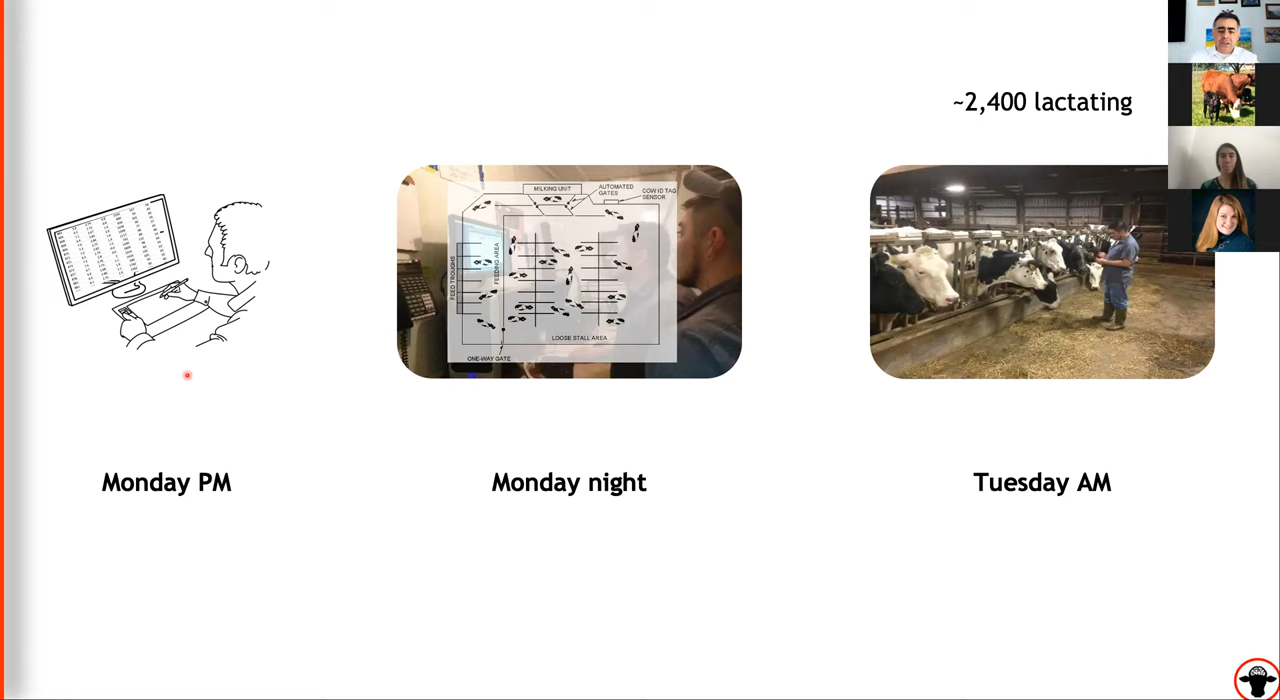 ~2,400 lactating
MILKING UNIT
AUTOMATED
GATES
COW ID TAG
SENSOR
FEED TROUGHS
FEEDING AREA
LOOSE STALL AREA
ONE-WAY GATE
Monday PM
Monday night
Tuesday AM